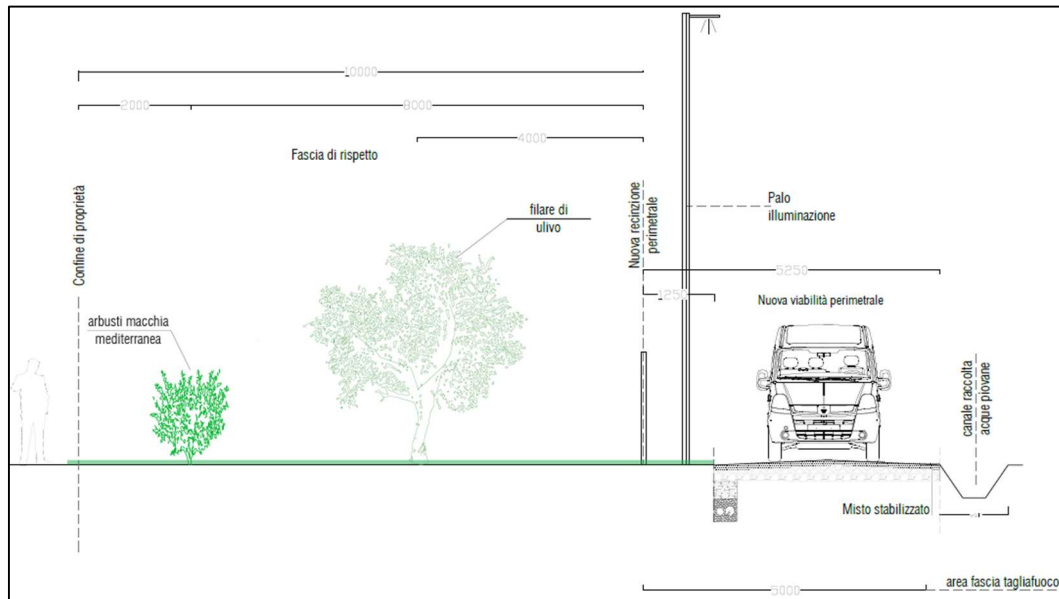 10000
2000
8000
4000
Fascia di rispetto
Confine di proprietà
arbusti macchia
mediterranea
filare di
ulivo
Nuova recinzione
perimetrale
Palo
illuminazione
5250
1250
Nuova viabilità perimetrale
canale raccolta
acque piovane
Misto stabilizzato
5000
area fascia tagliafuoco